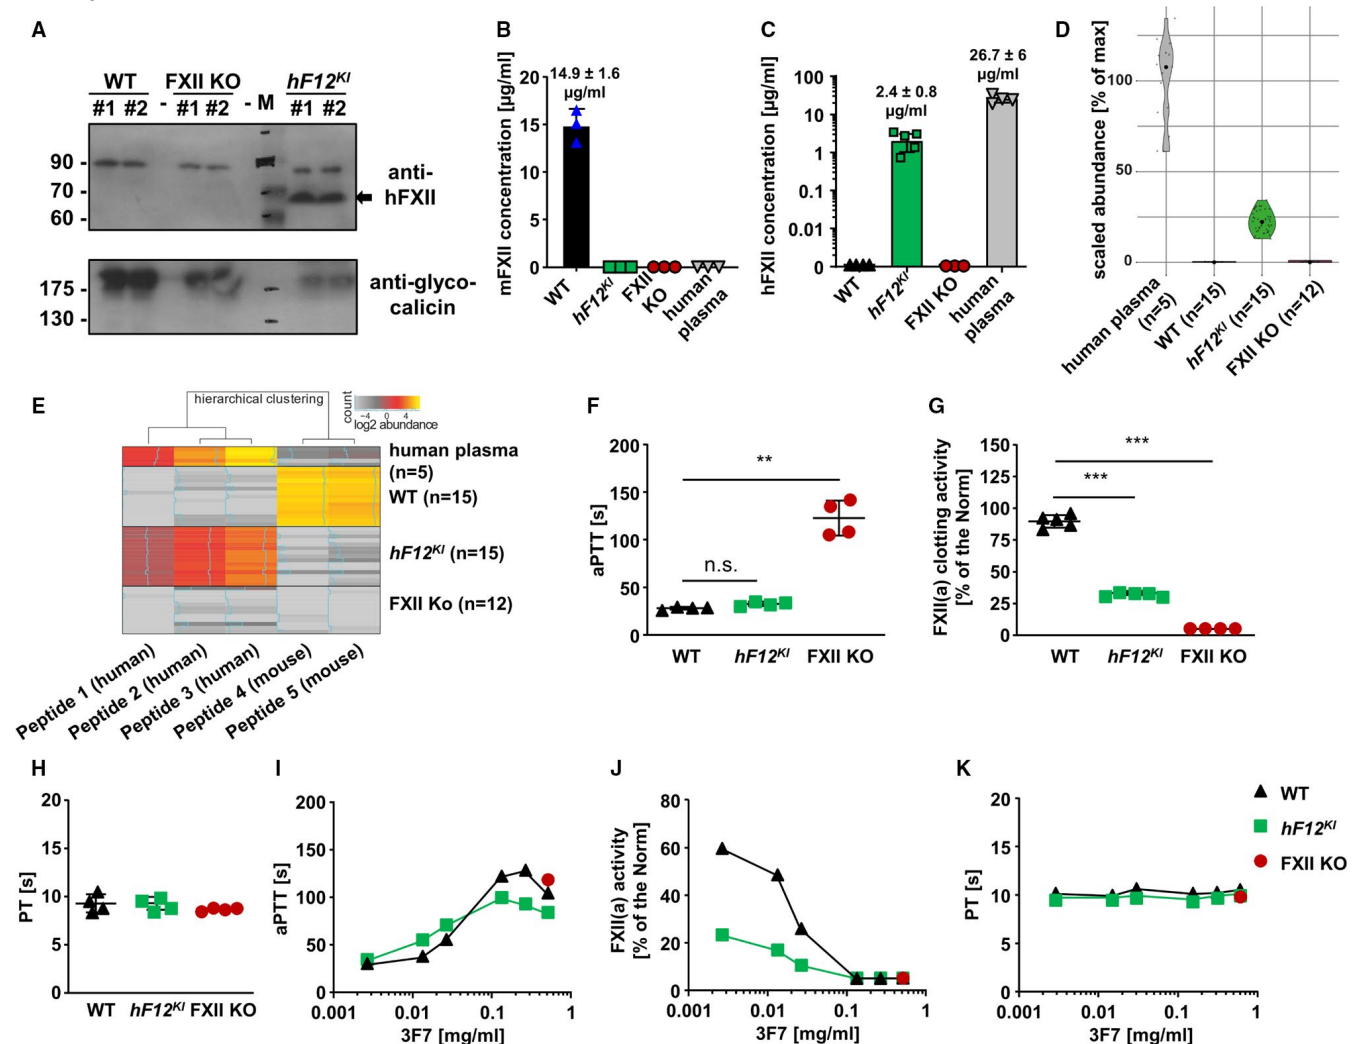 A
WT FXII KO hF12KI
#1 #2 - #1 #2 - M #1 #2
90 -
70 -
60 -
anti-
hFXII
175 -
130 -
anti-glyco-
calicin
B
mFXII concentration [µg/ml]
20
15
10
5
0
14.9 ± 1.6
µg/ml
WT
hF12KI
FXII
KO
human
plasma
C
hFXII concentration [µg/ml]
100
10
1
0.1
0.01
0
2.4 ± 0.8
µg/ml
26.7 ± 6
µg/ml
WT
hF12KI
FXII KO
human
plasma
D
scaled abundance [% of max]
100
50
0
human plasma
(n=5)
WT (n=15)
hF12KI (n=15)
FXII KO (n=12)
E
hierarchical clustering
count
−4 0 4
log2 abundance
human plasma
(n=5)
WT (n=15)
hF12KI (n=15)
FXII Ko (n=12)
Peptide 1 (human)
Peptide 2 (human)
Peptide 3 (human)
Peptide 4 (mouse)
Peptide 5 (mouse)
F
aPTT [s]
200
150
100
50
0
**
n.s.
WT hF12KI FXII KO
G
FXII(a) clotting activity
[% of the Norm]
150
100
75
50
25
0
***
***
WT hF12KI FXII KO
H
PT [s]
20
15
10
5
0
WT hF12KI FXII KO
I
aPTT [s]
200
150
100
50
0
0.001 0.01 0.1 1
3F7 [mg/ml]
J
FXII(a) activity
[% of the Norm]
80
60
40
20
0
0.001 0.01 0.1 1
3F7 [mg/ml]
K
PT [s]
20
15
10
5
0
0.001 0.01 0.1 1
3F7 [mg/ml]
WT
hF12KI
FXII KO